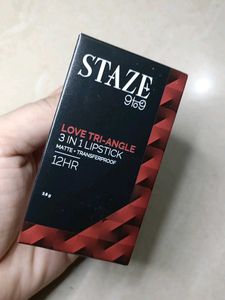 STAZE
9to9
LOVE TRI-ANGLE
3 IN 1 LIPSTICK
MATTE + TRANSFERPROOF
12HR